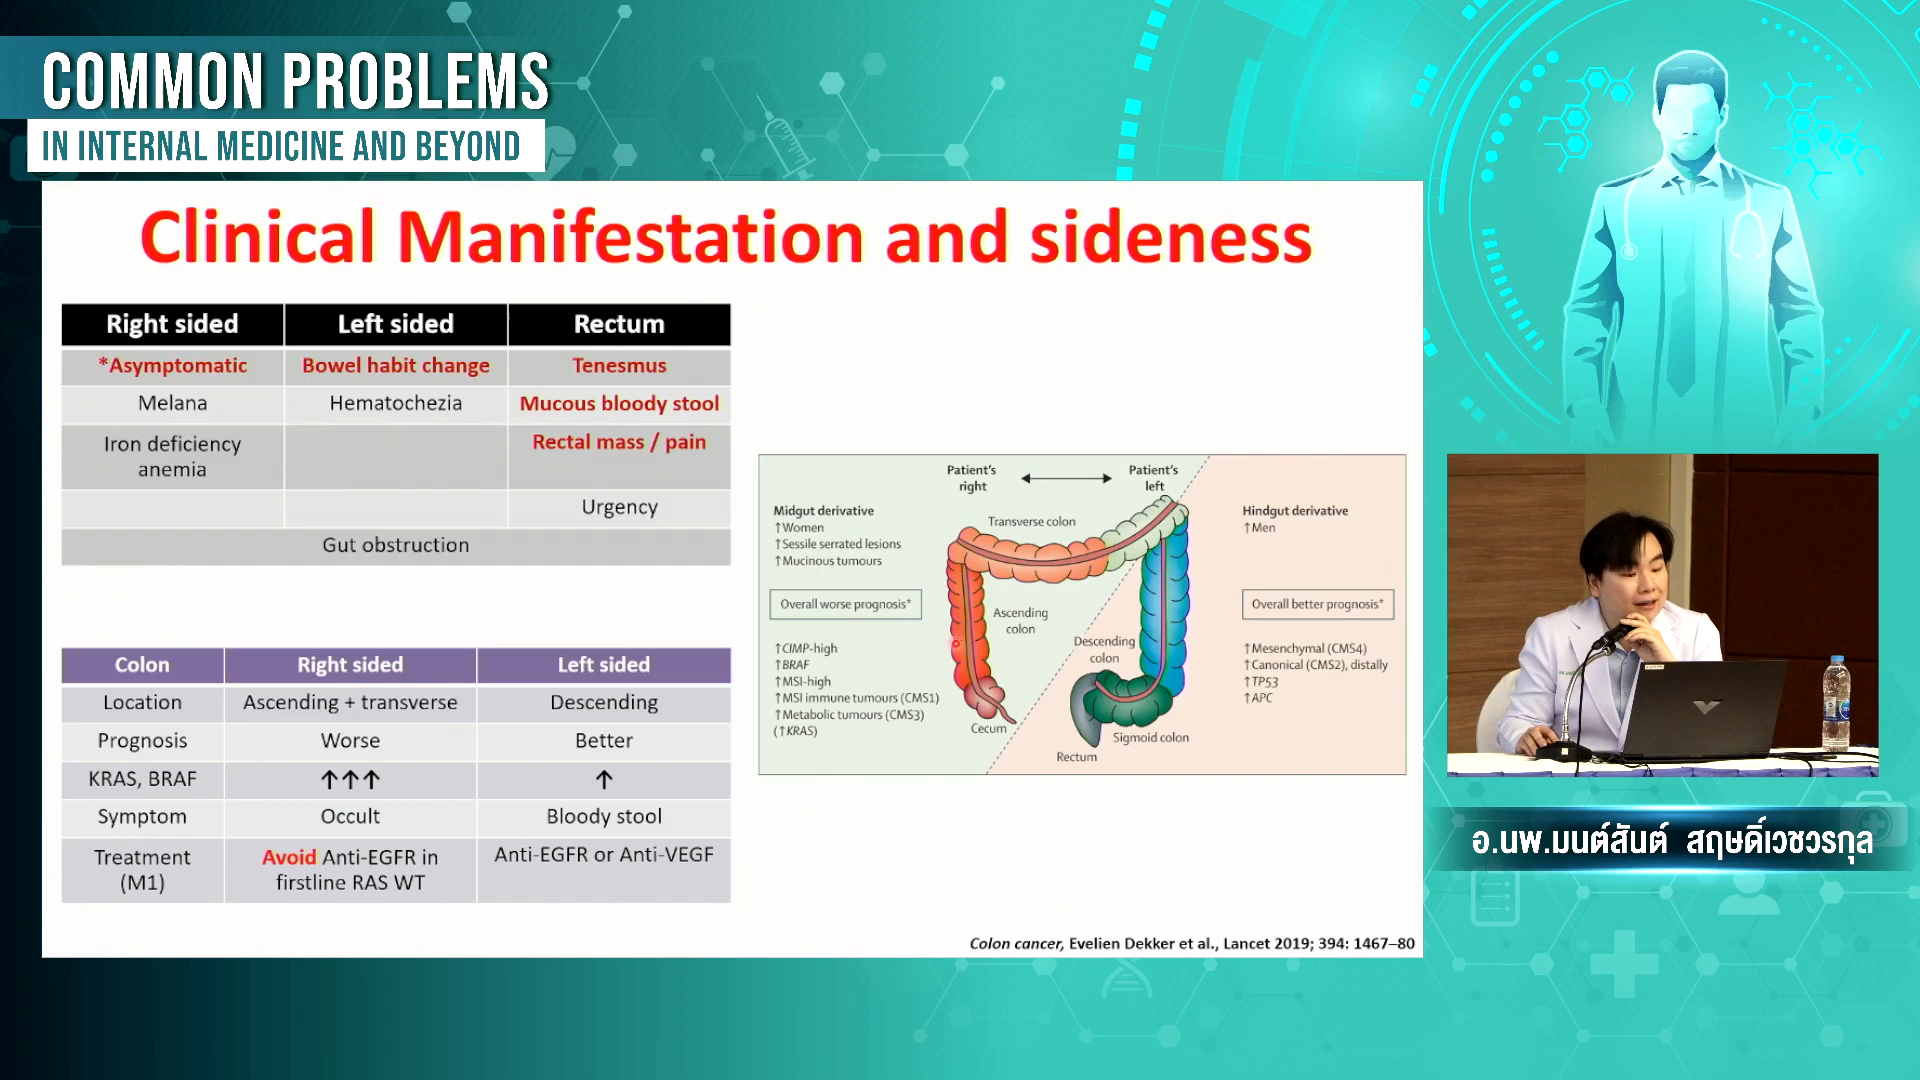 COMMON PROBLEMS
IN INTERNAL MEDICINE AND BEYOND
Clinical Manifestation and sideness
Right sided Left sided Rectum
*Asymptomatic Bowel habit change Tenesmus
Melana Hematochezia Mucous bloody stool
Iron deficiency anemia Rectal mass / pain
Urgency
Gut obstruction
Colon Right sided Left sided
Location Ascending + transverse Descending
Prognosis Worse Better
KRAS, BRAF ↑↑↑ ↑
Symptom Occult Bloody stool
Treatment (M1) Avoid Anti-EGFR in firstline RAS WT Anti-EGFR or Anti-VEGF
Patient's right
Patient's left
Midgut derivative
↑Women
↑Sessile serrated lesions
↑Mucinous tumours
Overall worse prognosis*
↑CIMP-high
↑BRAF
↑MSI-high
↑MSI immune tumours (CMS1)
↑Metabolic tumours (CMS3)
(↑KRAS)
Transverse colon
Ascending colon
Descending colon
Cecum
Sigmoid colon
Rectum
Hindgut derivative
↑Men
Overall better prognosis*
↑Mesenchymal (CMS4)
↑Canonical (CMS2), distally
↑TP53
↑APC
Colon cancer, Evelien Dekker et al., Lancet 2019; 394: 1467–80
อ.นพ.มนต์สันต์ สฤษดิ์เวชวรกุล